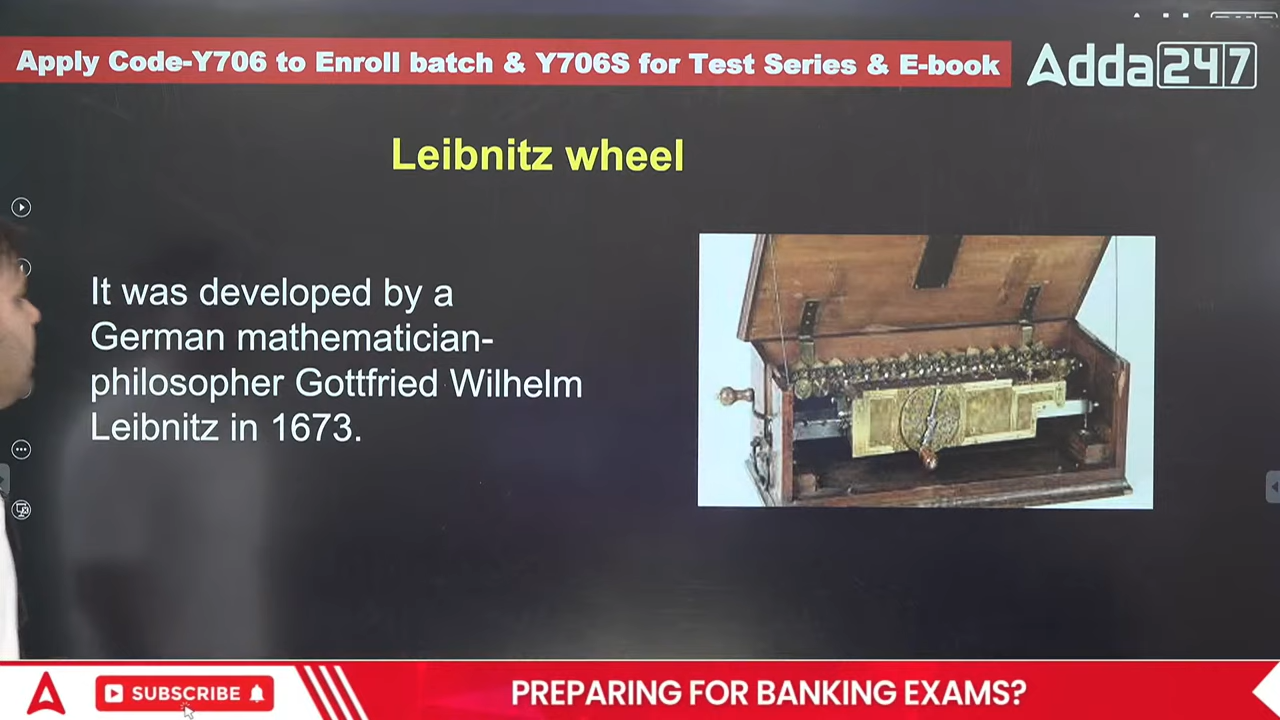 Apply Code-Y706 to Enroll batch & Y706S for Test Series & E-book
Adda247
Leibnitz wheel
It was developed by a
German mathematician-
philosopher Gottfried Wilhelm
Leibnitz in 1673.
SUBSCRIBE
PREPARING FOR BANKING EXAMS?